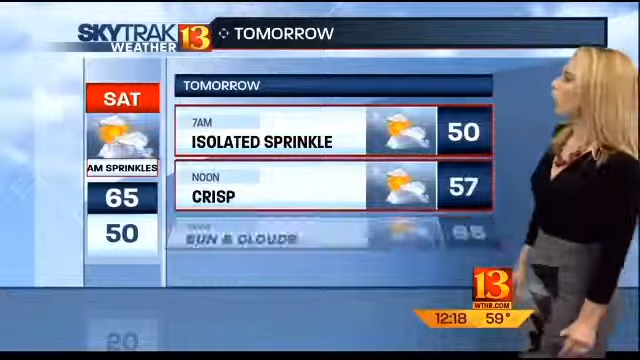 SKYTRAK
WEATHER 13
TOMORROW
SAT
AM SPRINKLES
65
50
TOMORROW
7AM
ISOLATED SPRINKLE
50
NOON
CRISP
57
SUN & CLOUDS
65
13
WTHR.COM
12:18 59°